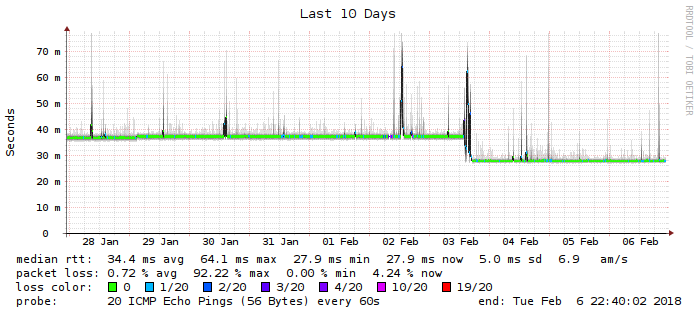 Last 10 Days
RRDTOOL / TOBI OETIKER
Seconds
70 m
60 m
50 m
40 m
30 m
20 m
10 m
0
28 Jan 29 Jan 30 Jan 31 Jan 01 Feb 02 Feb 03 Feb 04 Feb 05 Feb 06 Feb
median rtt: 34.4 ms avg 64.1 ms max 27.9 ms min 27.9 ms now 5.0 ms sd 6.9 am/s
packet loss: 0.72 % avg 92.22 % max 0.00 % min 4.24 % now
loss color: 0 1/20 2/20 3/20 4/20 10/20 19/20
probe: 20 ICMP Echo Pings (56 Bytes) every 60s end: Tue Feb 6 22:40:02 2018